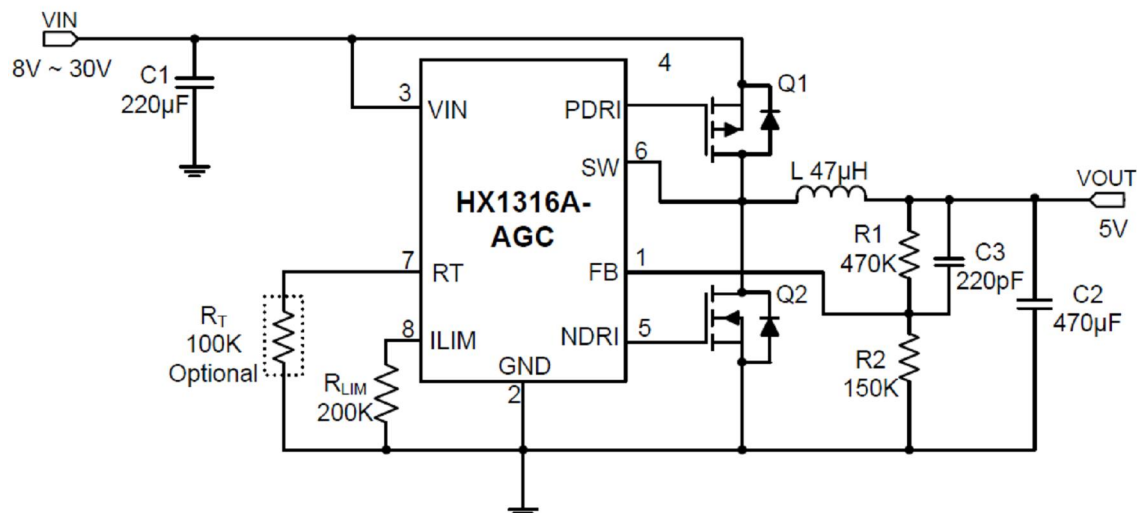 VIN
8V ~ 30V
C1
220µF
3
VIN
4
PDRI
Q1
6
SW
L 47µH
VOUT
5V
HX1316A-
AGC
R1
470K
C3
220pF
7
RT
1
FB
RT
100K
Optional
8
ILIM
Q2
5
NDRI
C2
470µF
RLIM
200K
GND
2
R2
150K